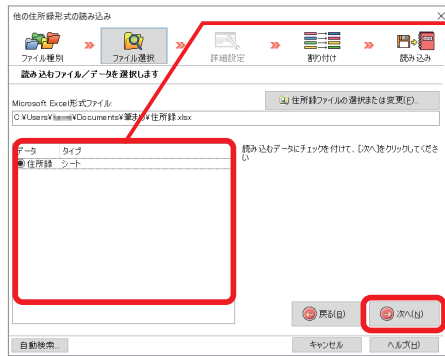 他の住所録形式の読み込み
ファイル種別
ファイル選択
詳細設定
割り付け
読み込み
読み込むファイル/データを選択します
Microsoft Excel形式ファイル:
住所録ファイルの選択または変更(F)...
C:¥Users¥ ¥Documents¥筆まめ¥住所録.xlsx
データ タイプ
住所録 シート
読み込むデータにチェックを付けて、[次へ]をクリックしてくださ
い
戻る(B)
次へ(N)
自動検索...
キャンセル
ヘルプ(H)